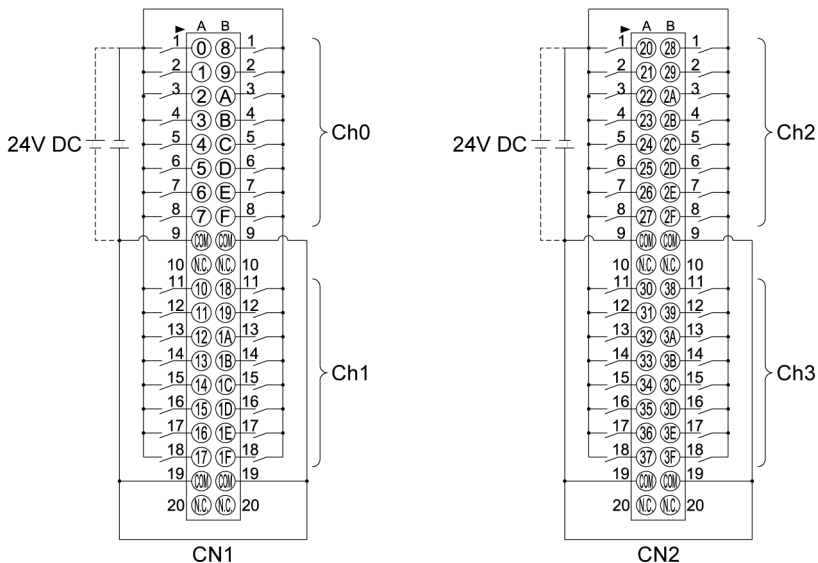 A B A B
1 0 8 1 1 20 28 1
2 1 9 2 2 21 29 2
3 2 A 3 3 22 2A 3
4 3 B 4 4 23 2B 4
24V DC 5 4 C 5 Ch0 24V DC 5 24 2C 5 Ch2
6 5 D 6 6 25 2D 6
7 6 E 7 7 26 2E 7
8 7 F 8 8 27 2F 8
9 COM COM 9 9 COM COM 9
10 N.C. N.C. 10 10 N.C. N.C. 10
11 10 18 11 11 30 38 11
12 11 19 12 12 31 39 12
13 12 1A 13 13 32 3A 13
14 13 1B 14 14 33 3B 14
15 14 1C 15 Ch1 15 34 3C 15 Ch3
16 15 1D 16 16 35 3D 16
17 16 1E 17 17 36 3E 17
18 17 1F 18 18 37 3F 18
19 COM COM 19 19 COM COM 19
20 N.C. N.C. 20 20 N.C. N.C. 20
CN1 CN2